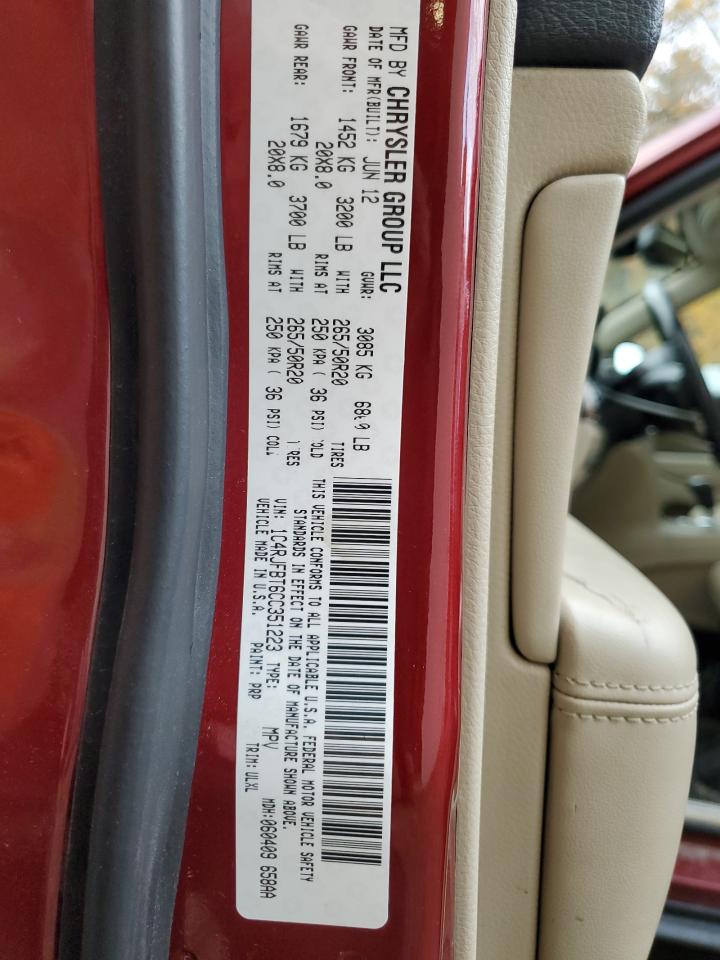 MFD BY CHRYSLER GROUP LLC
DATE OF MFR(BUILT): JUN 12 GVWR: 3085 KG LB
GAWR FRONT: 1452 KG 3200 LB WITH 265/50R20 TIRES
20X8.0 RIMS AT 250 KPA ( 36 PSI)
GAWR REAR: 1679 KG 3700 LB WITH 265/50R20
20X8.0 RIMS AT 250 KPA ( 36 PSI)
THIS VEHICLE CONFORMS TO ALL APPLICABLE U.S.A. FEDERAL MOTOR VEHICLE SAFETY
STANDARDS IN EFFECT ON THE DATE OF MANUFACTURE SHOWN ABOVE.
VIN: 1C4RJFBT6CC351223 TYPE: MPV MDH:060409 658AA
VEHICLE MADE IN U.S.A. PAINT: PRP TRIM: ULXL